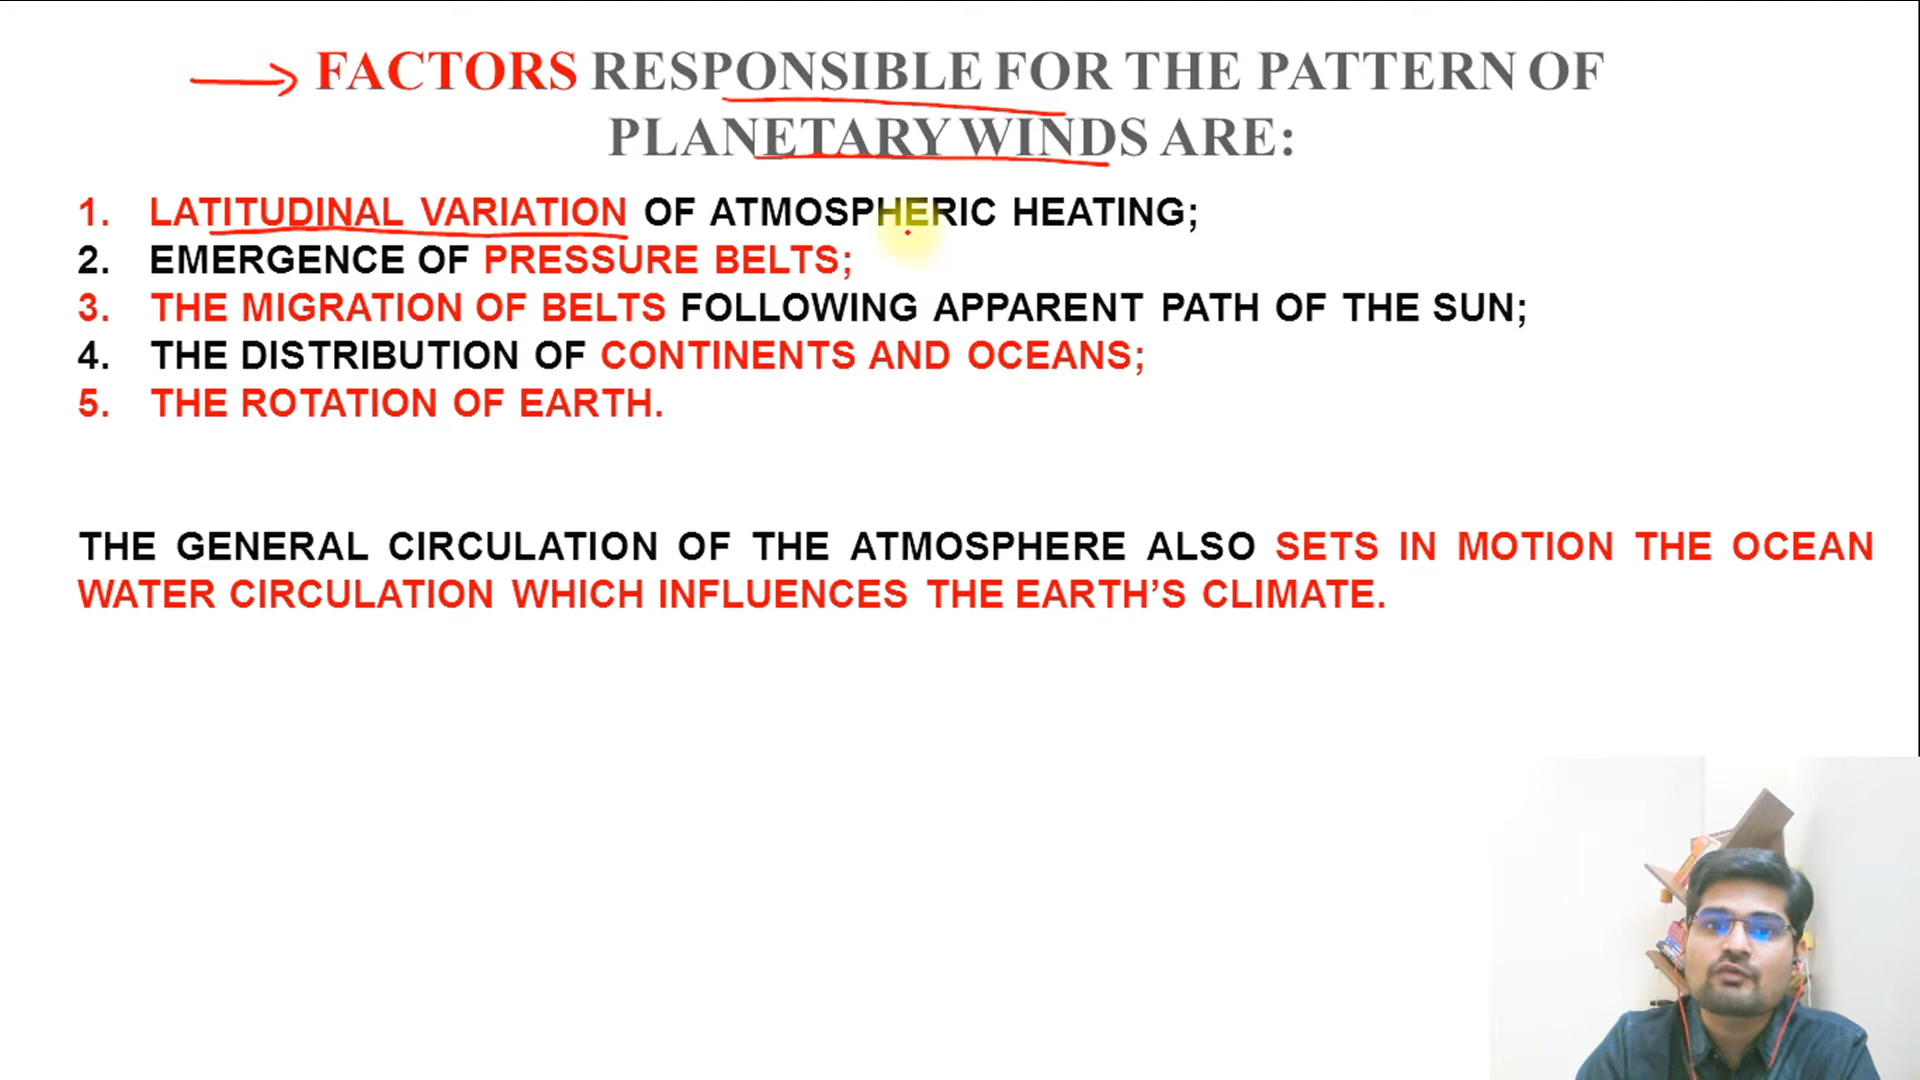 FACTORS RESPONSIBLE FOR THE PATTERN OF
PLANETARY WINDS ARE:
1. LATITUDINAL VARIATION OF ATMOSPHERIC HEATING;
2. EMERGENCE OF PRESSURE BELTS;
3. THE MIGRATION OF BELTS FOLLOWING APPARENT PATH OF THE SUN;
4. THE DISTRIBUTION OF CONTINENTS AND OCEANS;
5. THE ROTATION OF EARTH.
THE GENERAL CIRCULATION OF THE ATMOSPHERE ALSO SETS IN MOTION THE OCEAN
WATER CIRCULATION WHICH INFLUENCES THE EARTH’S CLIMATE.